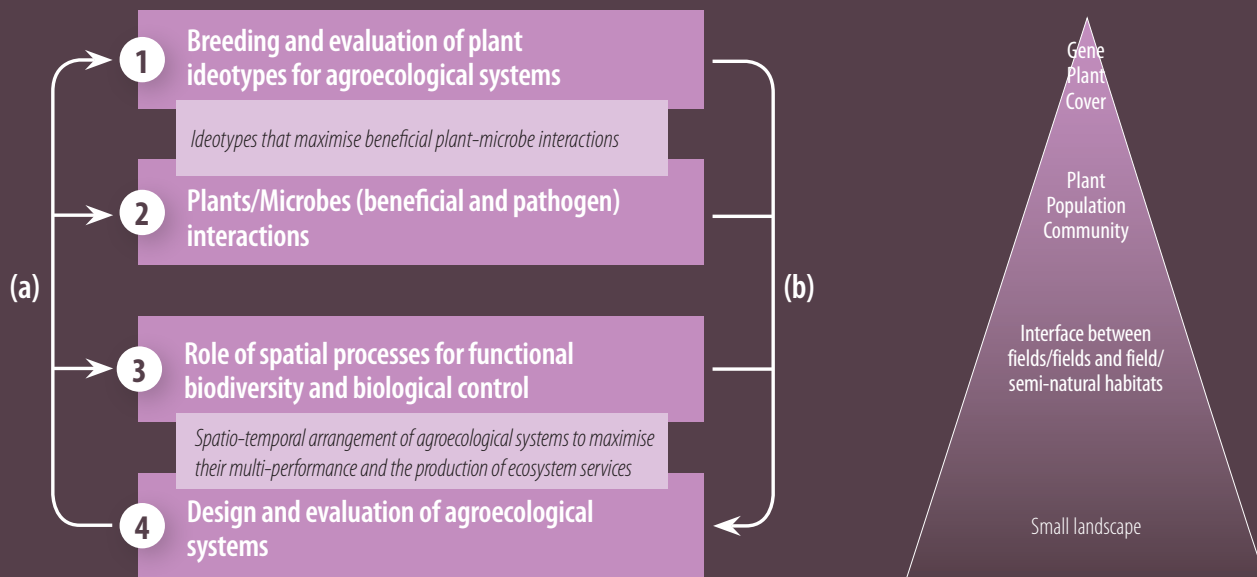 1
Breeding and evaluation of plant
ideotypes for agroecological systems
Ideotypes that maximise beneficial plant-microbe interactions
2
Plants/Microbes (beneficial and pathogen)
interactions
(a)
(b)
3
Role of spatial processes for functional
biodiversity and biological control
Spatio-temporal arrangement of agroecological systems to maximise
their multi-performance and the production of ecosystem services
4
Design and evaluation of agroecological
systems
Gene
Plant
Cover
Plant
Population
Community
Interface between
fields/fields and field/
semi-natural habitats
Small landscape